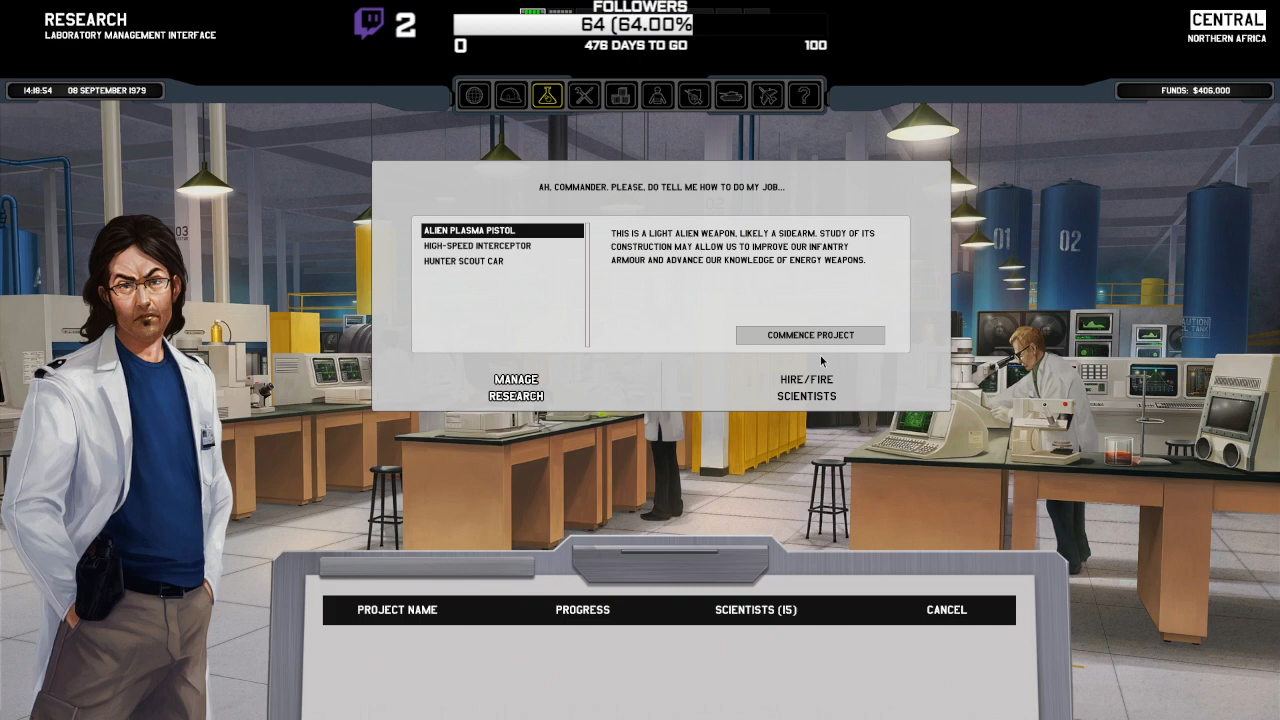 RESEARCH
LABORATORY MANAGEMENT INTERFACE
2
FOLLOWERS
64 (64.00%
0
476 DAYS TO GO
100
CENTRAL
NORTHERN AFRICA
14:18:54 08 SEPTEMBER 1979
?
FUNDS: $406,000
AH, COMMANDER. PLEASE, DO TELL ME HOW TO DO MY JOB...
ALIEN PLASMA PISTOL
HIGH-SPEED INTERCEPTOR
HUNTER SCOUT CAR
THIS IS A LIGHT ALIEN WEAPON, LIKELY A SIDEARM. STUDY OF ITS
CONSTRUCTION MAY ALLOW US TO IMPROVE OUR INFANTRY
ARMOUR AND ADVANCE OUR KNOWLEDGE OF ENERGY WEAPONS.
COMMENCE PROJECT
MANAGE
RESEARCH
HIRE/FIRE
SCIENTISTS
03
01
02
CAUTION
PROJECT NAME
PROGRESS
SCIENTISTS (15)
CANCEL